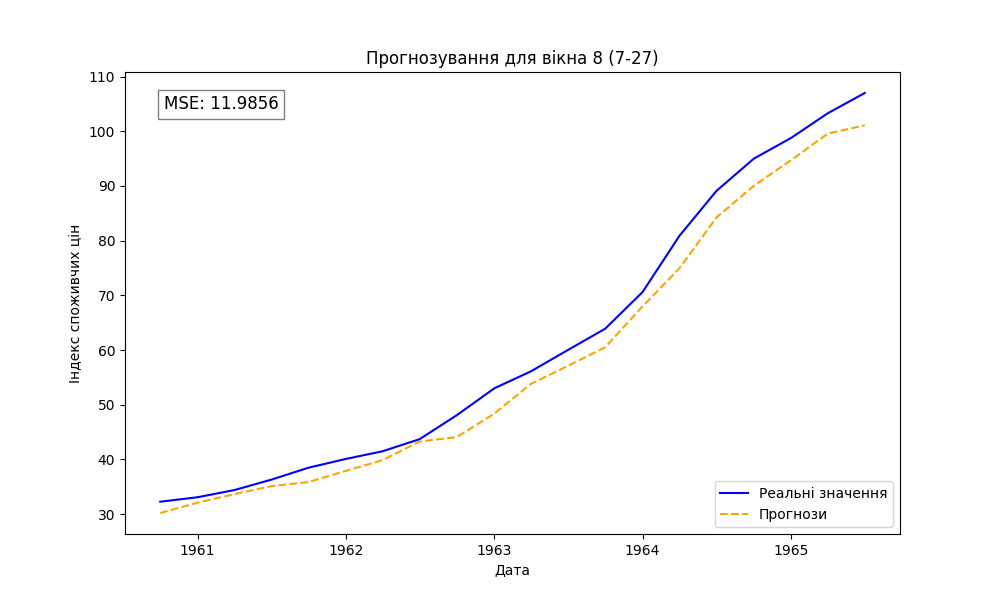 Прогнозування для вікна 8 (7-27)
MSE: 11.9856
110
100
90
80
70
60
50
40
30
Індекс споживчих цін
1961
1962
1963
1964
1965
Дата
Реальні значення
Прогнози